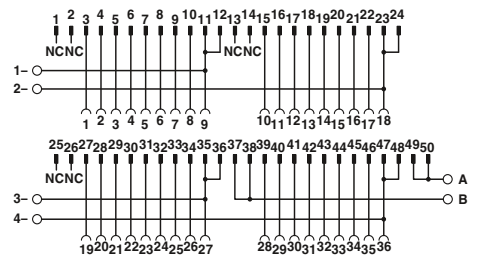 1 2 3 4 5 6 7 8 9 10 11 12 13 14 15 16 17 18 19 20 21 22 23 24
NC NC NC NC
1–
2–
1 2 3 4 5 6 7 8 9 10 11 12 13 14 15 16 17 18
25 26 27 28 29 30 31 32 33 34 35 36 37 38 39 40 41 42 43 44 45 46 47 48 49 50
NC NC A
3– B
4–
19 20 21 22 23 24 25 26 27 28 29 30 31 32 33 34 35 36